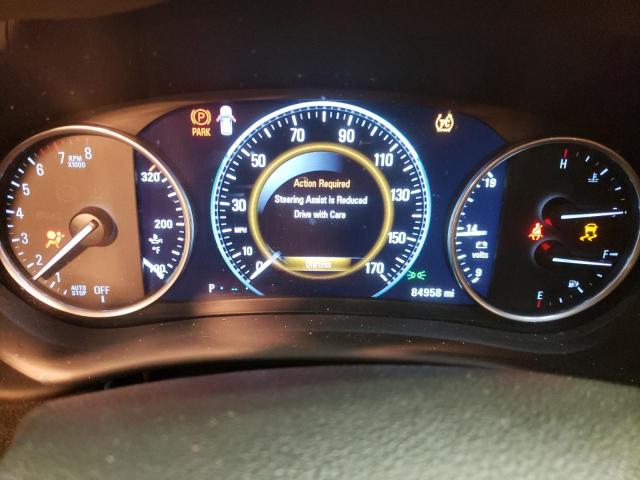 8
7 RPM X1000
6
5
4
3
2
1
AUTO STOP OFF
320
200
°F
100
PARK
70 90
50 110
30 130
MPH
10 150
0 170
Action Required
Steering Assist is Reduced
Drive with Care
P
84958 mi
19
14
volts
9
H
F
E